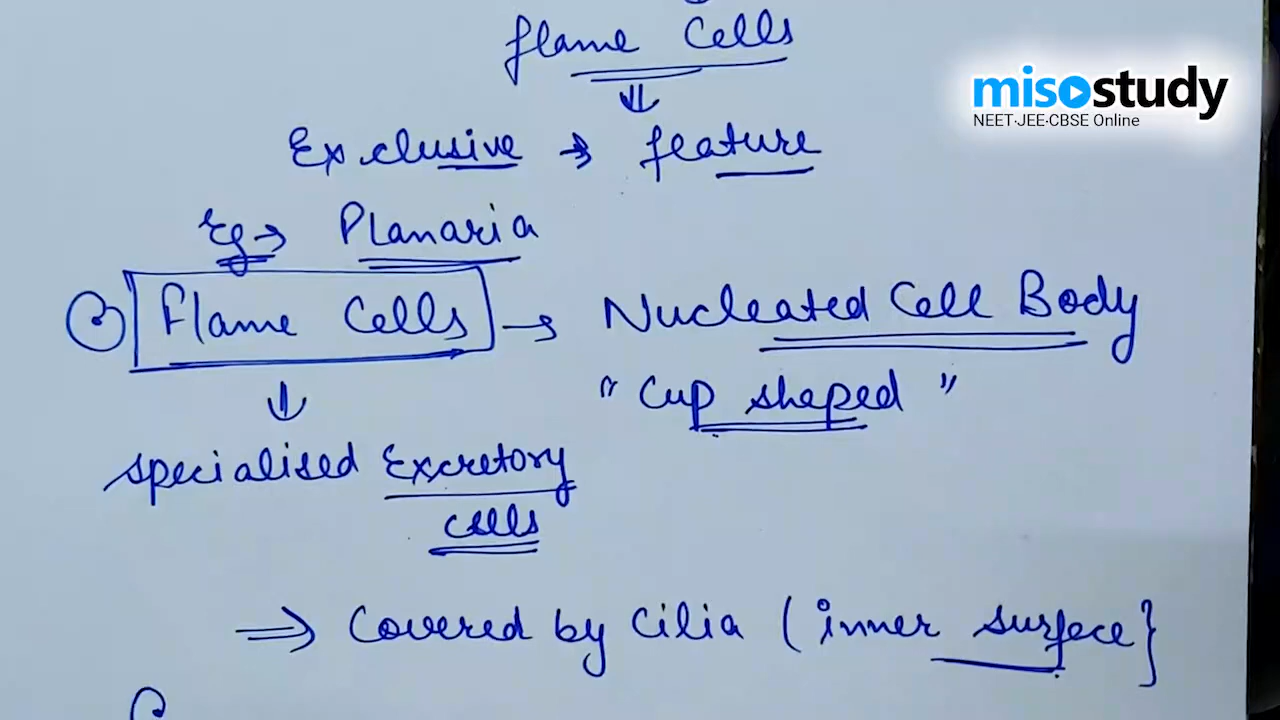 flame Cells
misostudy
NEET·JEE·CBSE Online
⇓
Exclusive → feature
Eg → Planaria
Flame Cells → Nucleated Cell Body
⇓
" Cup shaped "
specialised Excretory
cells
⇒ Covered by Cilia ( inner surface }